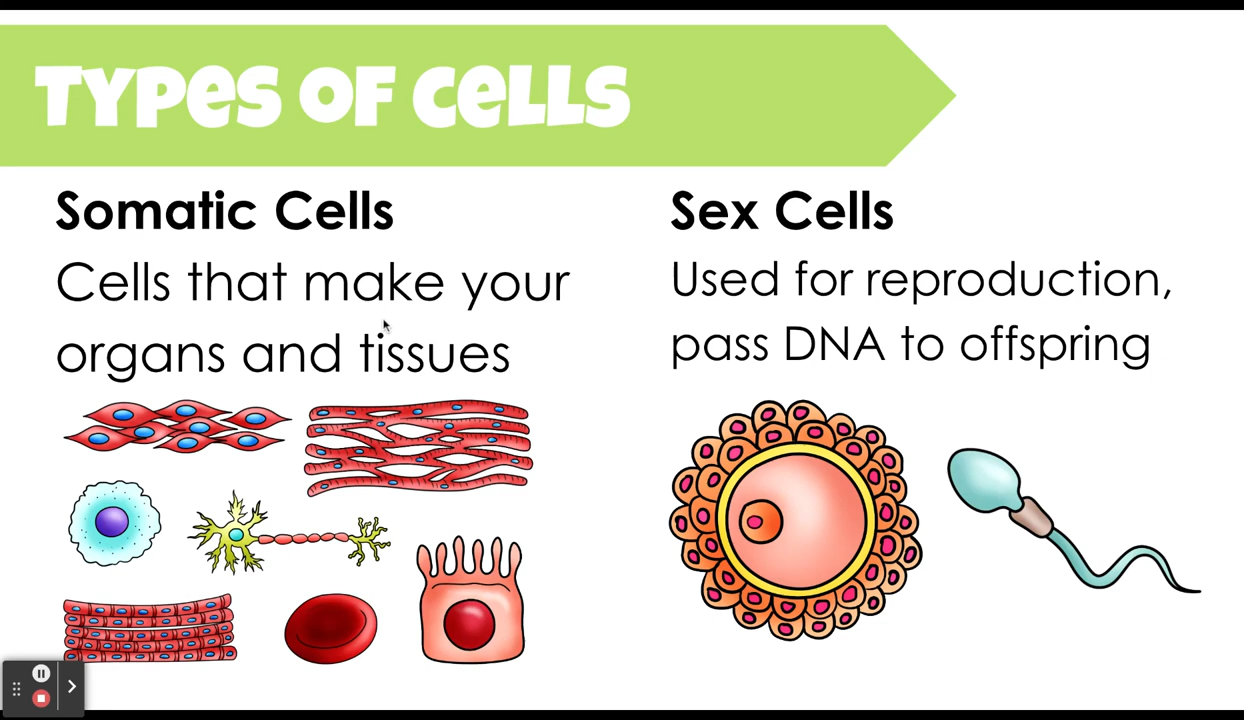 Types of Cells
Somatic Cells
Cells that make your
organs and tissues
Sex Cells
Used for reproduction,
pass DNA to offspring